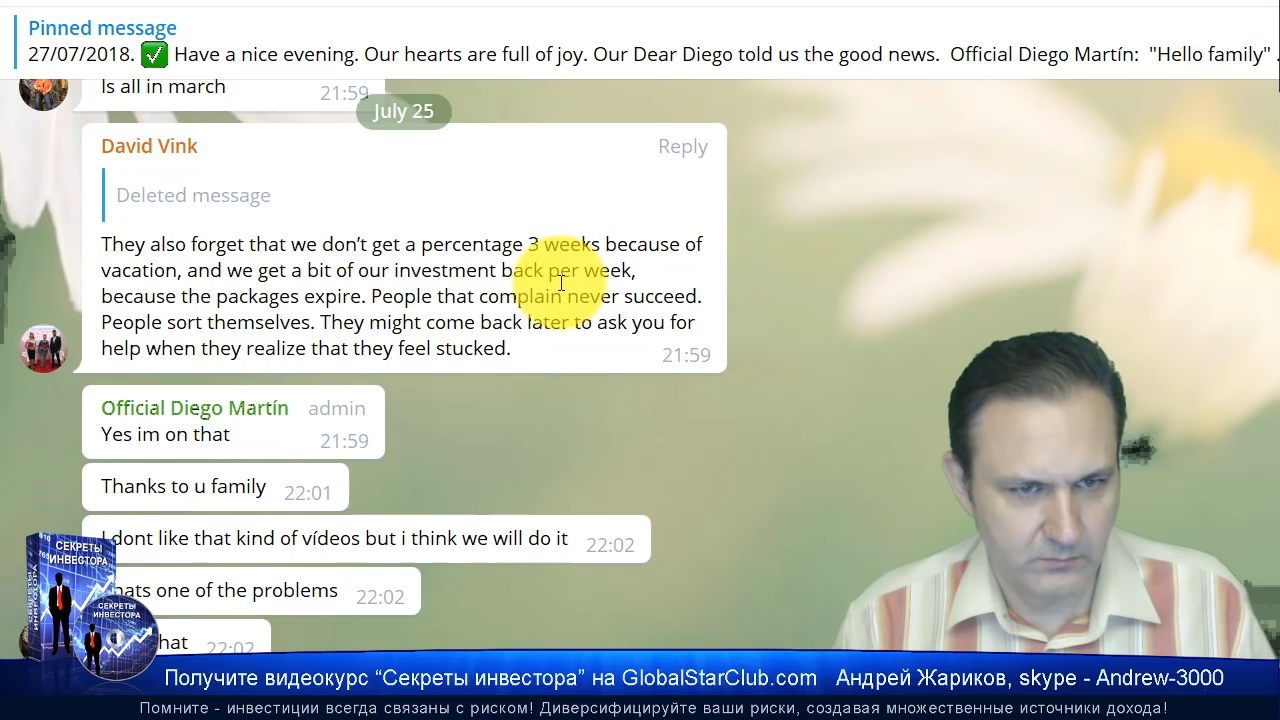 Pinned message
27/07/2018. ✅ Have a nice evening. Our hearts are full of joy. Our Dear Diego told us the good news. Official Diego Martín: "Hello family" .
Is all in march
21:59
July 25
David Vink Reply
Deleted message
They also forget that we don't get a percentage 3 weeks because of
vacation, and we get a bit of our investment back per week,
because the packages expire. People that complain never succeed.
People sort themselves. They might come back later to ask you for
help when they realize that they feel stucked.
21:59
Official Diego Martín admin
Yes im on that
21:59
Thanks to u family 22:01
I dont like that kind of vídeos but i think we will do it 22:02
of the problems 22:02
22:02
СЕКРЕТЫ
ИНВЕСТОРА
СЕКРЕТЫ
ИНВЕСТОРА
СЕКРЕТЫ
ИНВЕСТОРА
Получите видеокурс “Секреты инвестора” на GlobalStarClub.com Андрей Жариков, skype - Andrew-3000
Помните - инвестиции всегда связаны с риском! Диверсифицируйте ваши риски, создавая множественные источники дохода!